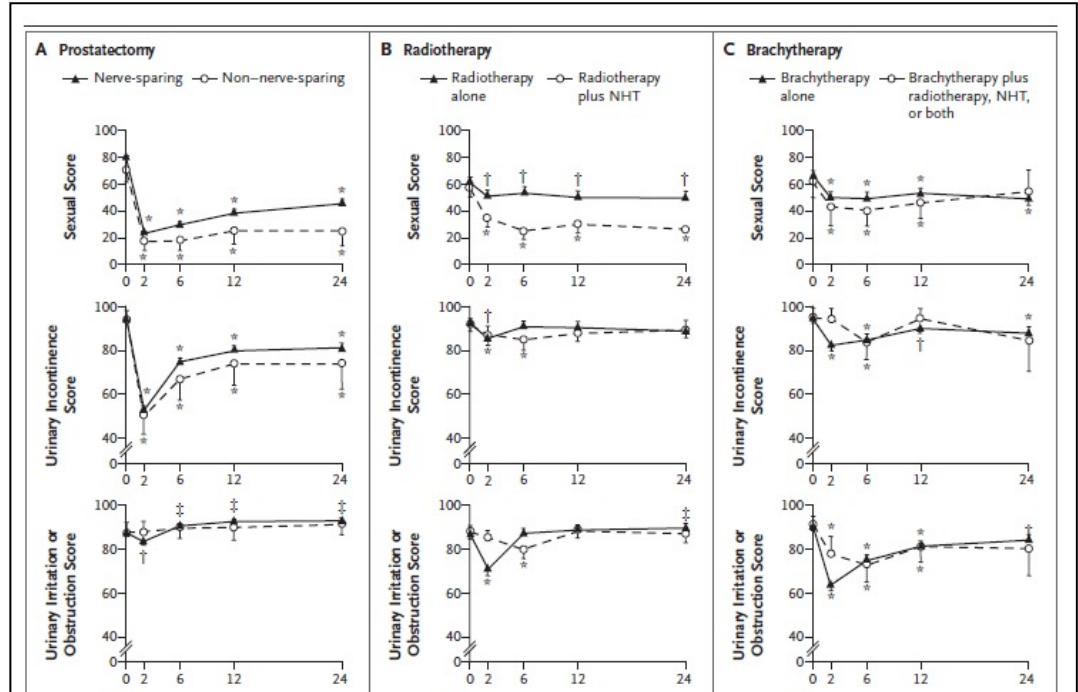 A Prostatectomy
Nerve-sparing Non–nerve-sparing
B Radiotherapy
Radiotherapy alone Radiotherapy plus NHT
C Brachytherapy
Brachytherapy alone Brachytherapy plus radiotherapy, NHT, or both
Sexual Score
100
80
60
40
20
0
* * * *
* * * *
0 2 6 12 24
Sexual Score
100
80
60
40
20
0
† † † †
* * * *
0 2 6 12 24
Sexual Score
100
80
60
40
20
0
* * *
* * * *
0 2 6 12 24
Urinary Incontinence Score
100
80
60
40
0
* * * *
* * * *
0 2 6 12 24
Urinary Incontinence Score
100
80
60
40
0
†
* *
0 2 6 12 24
Urinary Incontinence Score
100
80
60
40
0
* *
* * †
0 2 6 12 24
Urinary Irritation or Obstruction Score
100
80
60
40
0
‡ ‡ ‡
†
0 2 6 12 24
Urinary Irritation or Obstruction Score
100
80
60
40
0
‡
* *
0 2 6 12 24
Urinary Irritation or Obstruction Score
100
80
60
40
0
* * * †
* * *
0 2 6 12 24